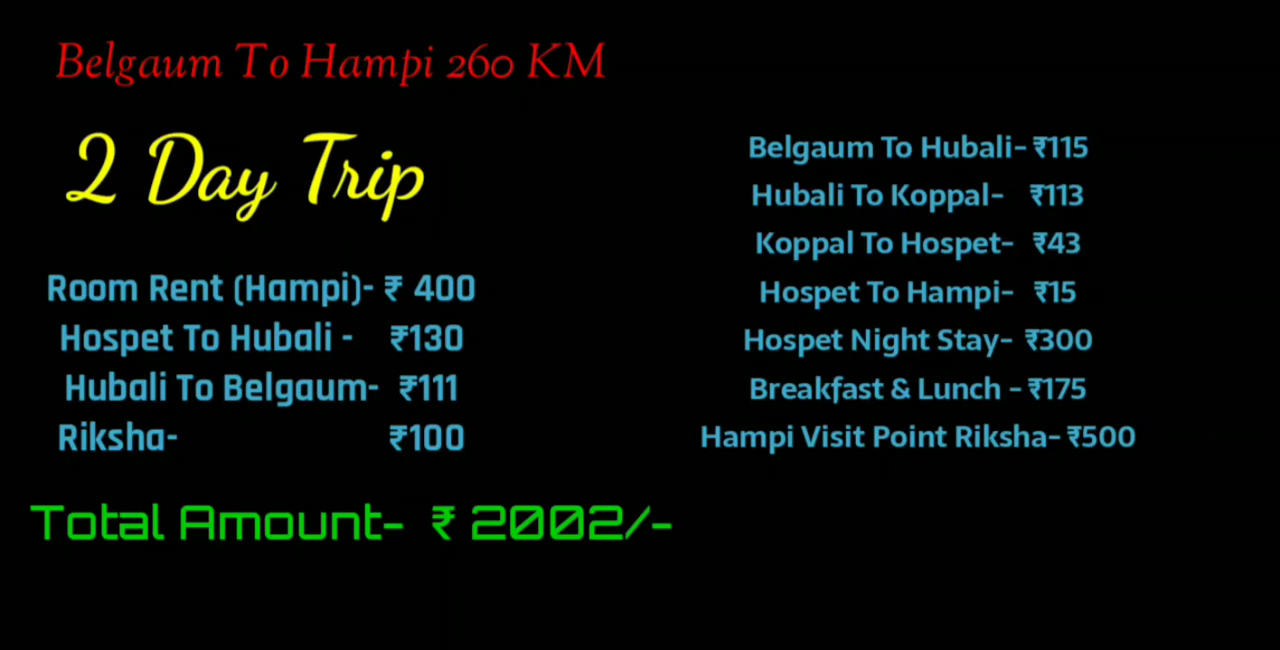 Belgaum To Hampi 260 KM
2 Day Trip
Room Rent (Hampi)- ₹ 400
Hospet To Hubali - ₹130
Hubali To Belgaum- ₹111
Riksha- ₹100
Belgaum To Hubali- ₹115
Hubali To Koppal- ₹113
Koppal To Hospet- ₹43
Hospet To Hampi- ₹15
Hospet Night Stay- ₹300
Breakfast & Lunch - ₹175
Hampi Visit Point Riksha- ₹500
Total Amount- ₹ 2002/-